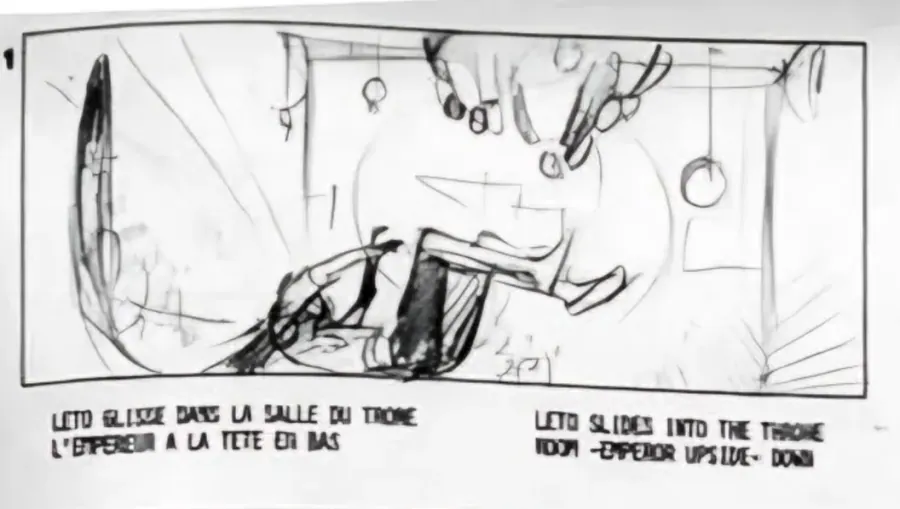 1
LETO GLISSE DANS LA SALLE DU TRONE
L'EMPEREUR A LA TETE EN BAS
LETO SLIDES INTO THE THRONE
ROOM -EMPEROR UPSIDE- DOWN